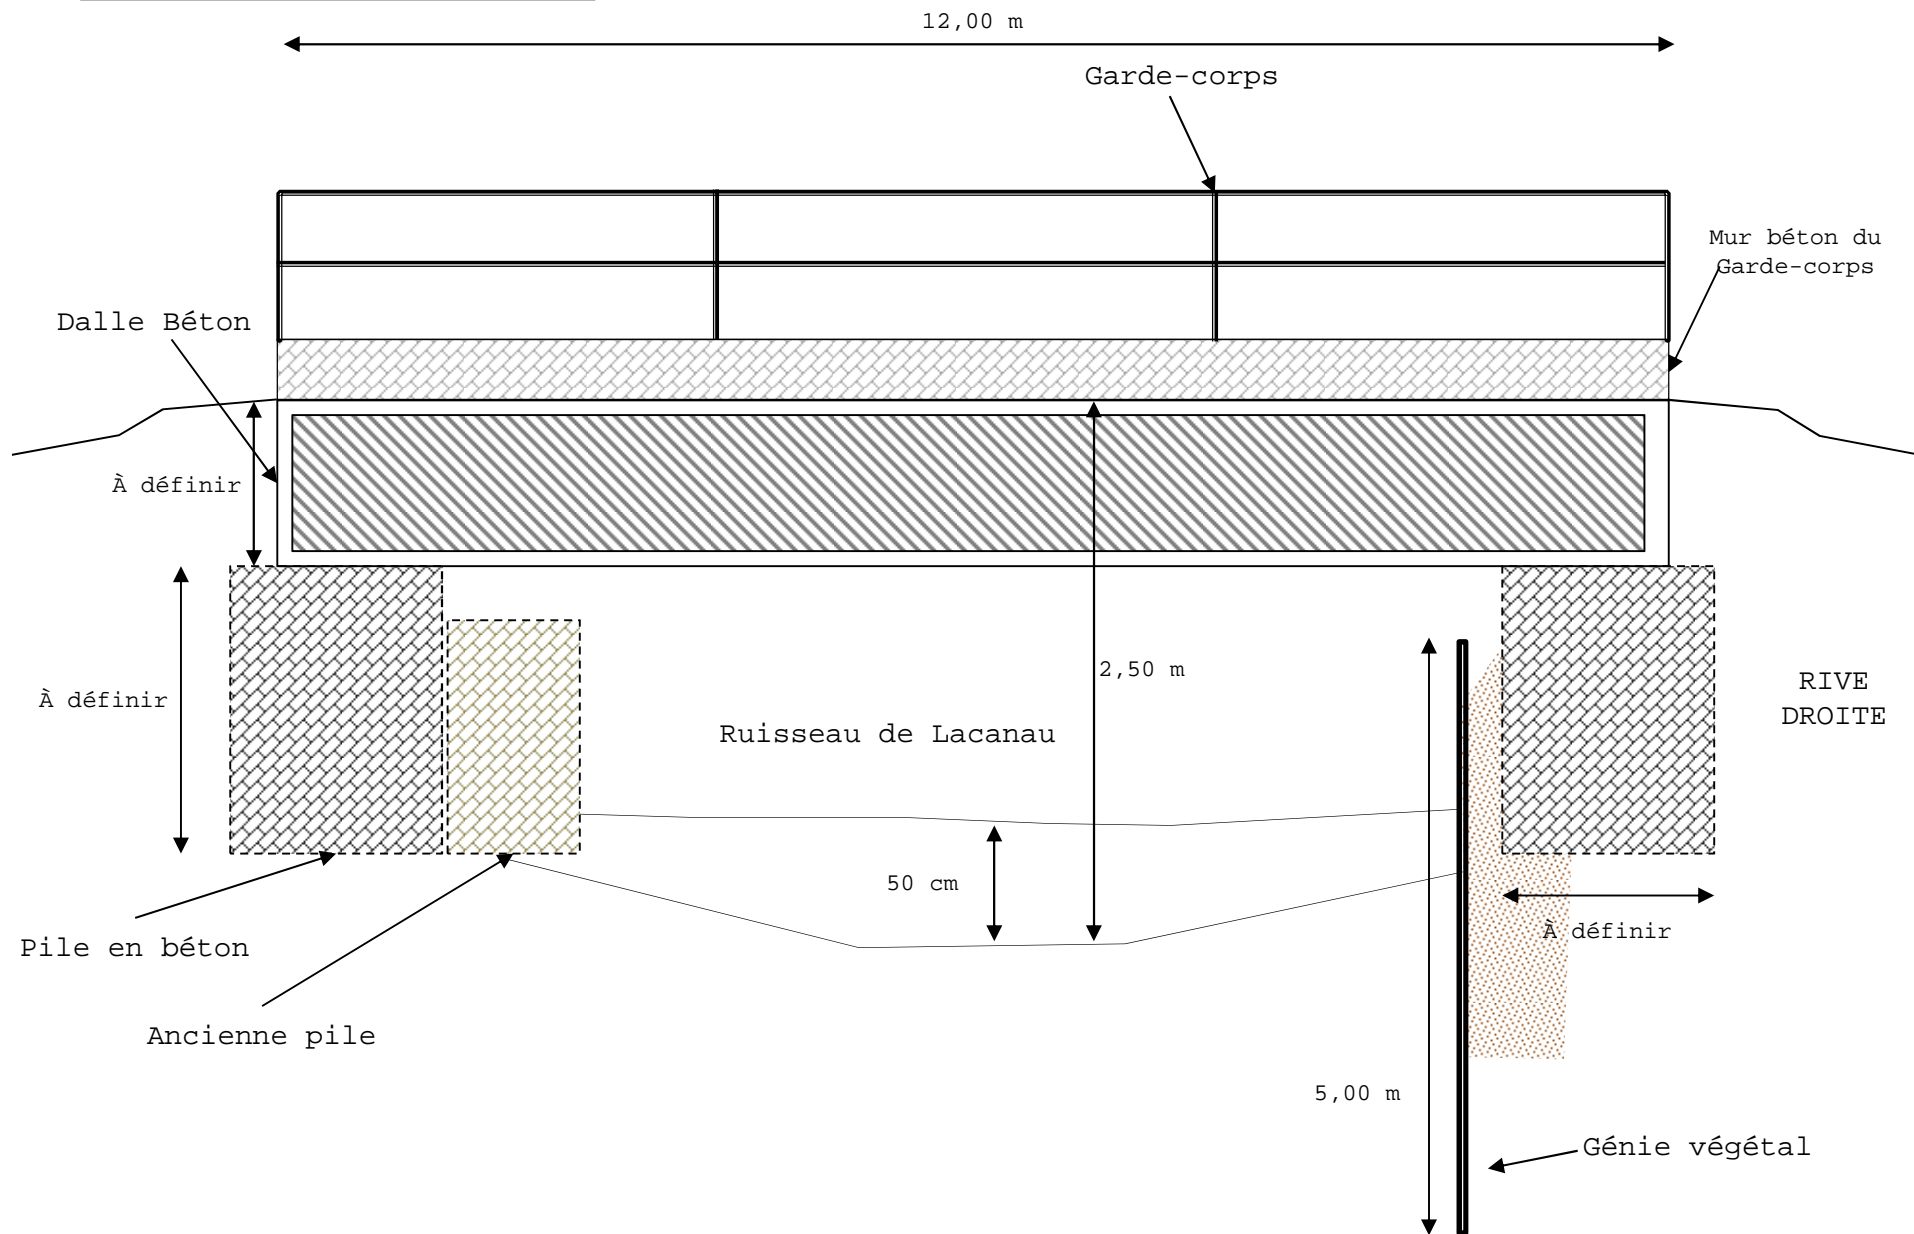 12,00 m
Garde-corps
Mur béton du
Garde-corps
Dalle Béton
À définir
2,50 m
À définir
RIVE
DROITE
Ruisseau de Lacanau
50 cm
À définir
Pile en béton
Ancienne pile
5,00 m
Génie végétal